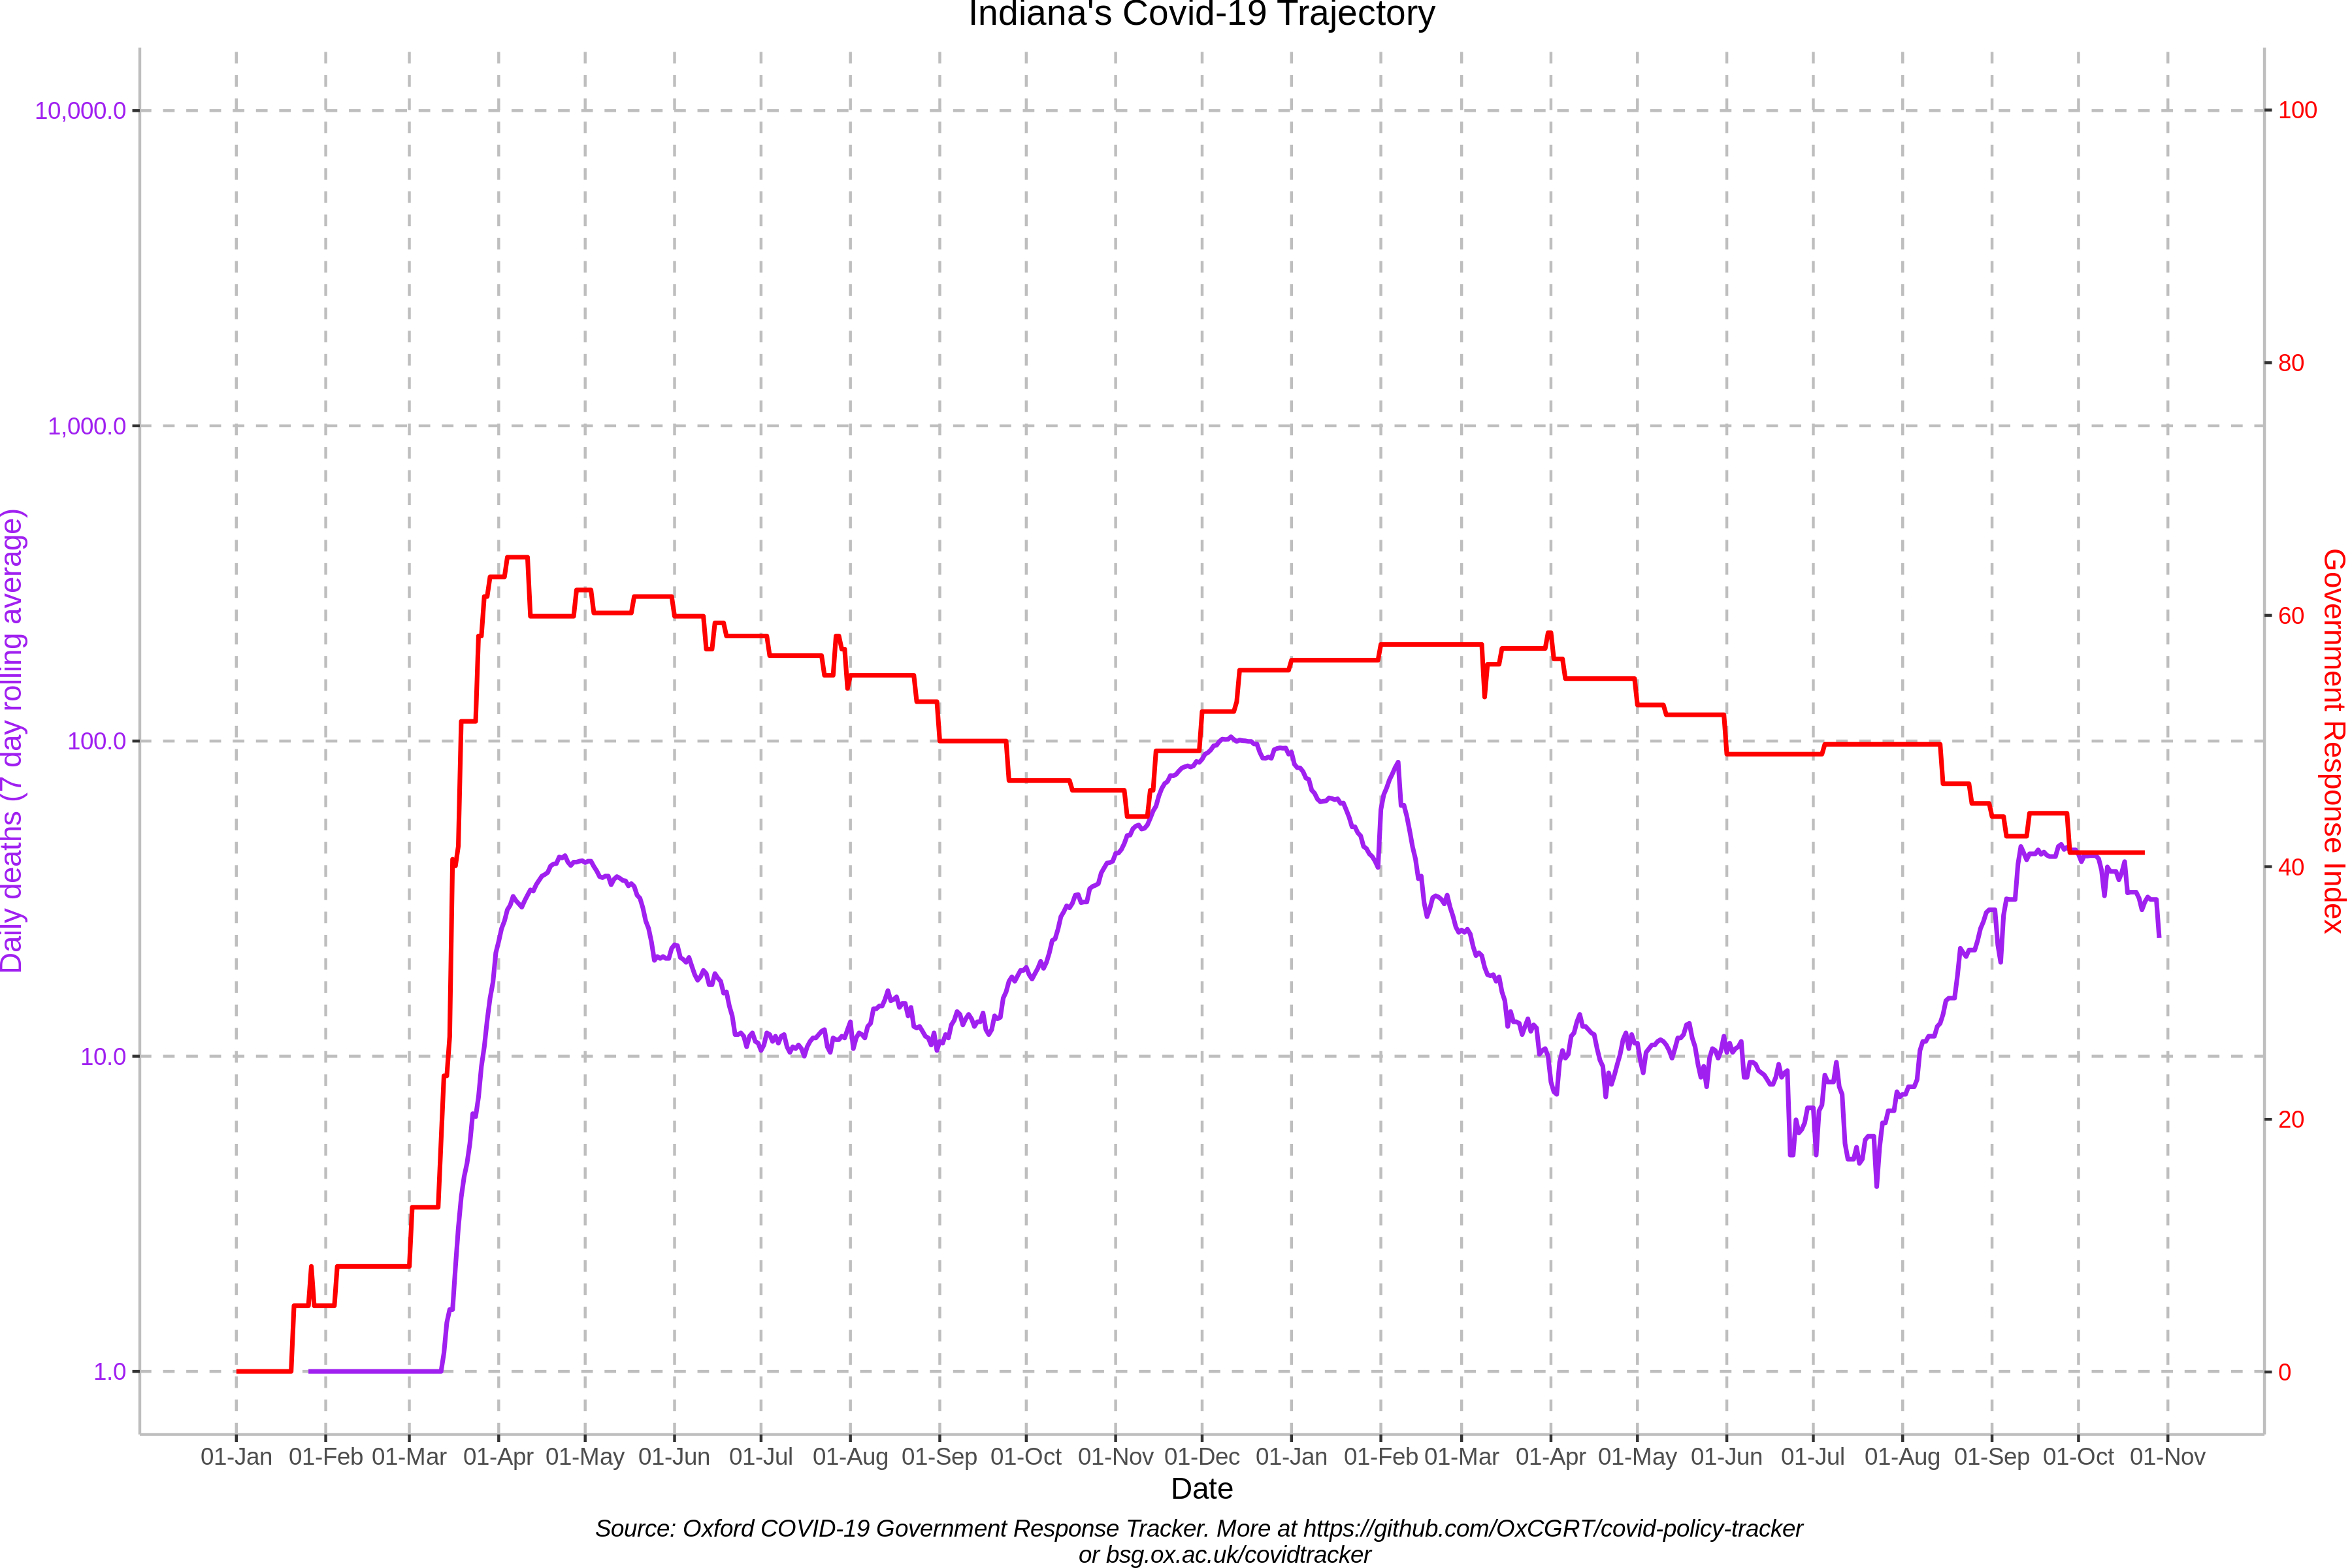 Indiana's Covid-19 Trajectory
10,000.0
1,000.0
100.0
10.0
1.0
Daily deaths (7 day rolling average)
100
80
60
40
20
0
Government Response Index
01-Jan 01-Feb 01-Mar 01-Apr 01-May 01-Jun 01-Jul 01-Aug 01-Sep 01-Oct 01-Nov 01-Dec 01-Jan 01-Feb 01-Mar 01-Apr 01-May 01-Jun 01-Jul 01-Aug 01-Sep 01-Oct 01-Nov
Date
Source: Oxford COVID-19 Government Response Tracker. More at https://github.com/OxCGRT/covid-policy-tracker
or bsg.ox.ac.uk/covidtracker